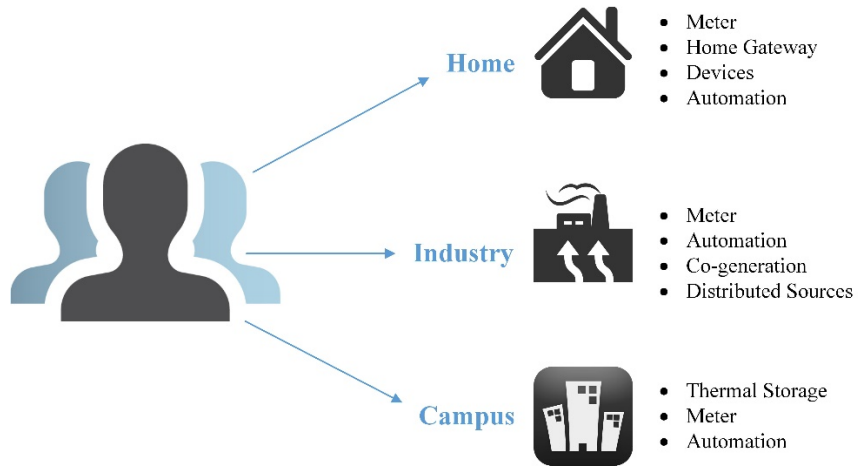 Home
• Meter
• Home Gateway
• Devices
• Automation
Industry
• Meter
• Automation
• Co-generation
• Distributed Sources
Campus
• Thermal Storage
• Meter
• Automation